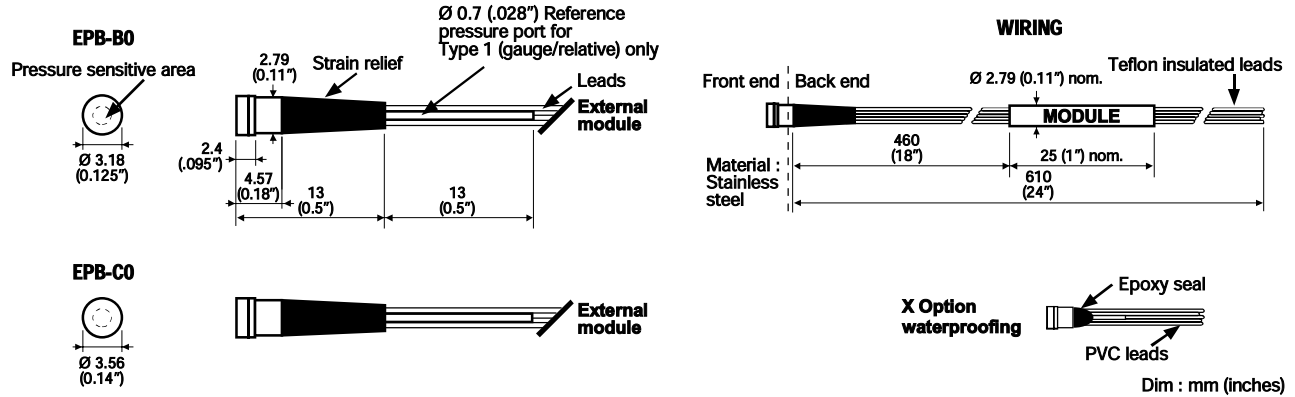 EPB-B0
Pressure sensitive area
Ø 3.18
(0.125”)
2.79
(0.11”)
Strain relief
Ø 0.7 (.028”) Reference
pressure port for
Type 1 (gauge/relative) only
Leads
External
module
2.4
(.095”)
4.57
(0.18”)
13
(0.5”)
13
(0.5”)
WIRING
Front end
Back end
Ø 2.79 (0.11”) nom.
Teflon insulated leads
MODULE
460
(18”)
25 (1”) nom.
610
(24”)
Material :
Stainless
steel
EPB-C0
Ø 3.56
(0.14”)
External
module
X Option
waterproofing
Epoxy seal
PVC leads
Dim : mm (inches)